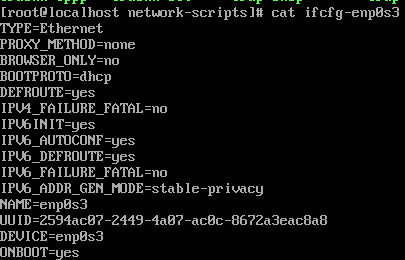 [root@localhost network-scripts]# cat ifcfg-enp0s3
TYPE=Ethernet
PROXY_METHOD=none
BROWSER_ONLY=no
BOOTPROTO=dhcp
DEFROUTE=yes
IPV4_FAILURE_FATAL=no
IPV6INIT=yes
IPV6_AUTOCONF=yes
IPV6_DEFROUTE=yes
IPV6_FAILURE_FATAL=no
IPV6_ADDR_GEN_MODE=stable-privacy
NAME=enp0s3
UUID=2594ac07-2449-4a07-ac0c-8672a3eac8a8
DEVICE=enp0s3
ONBOOT=yes